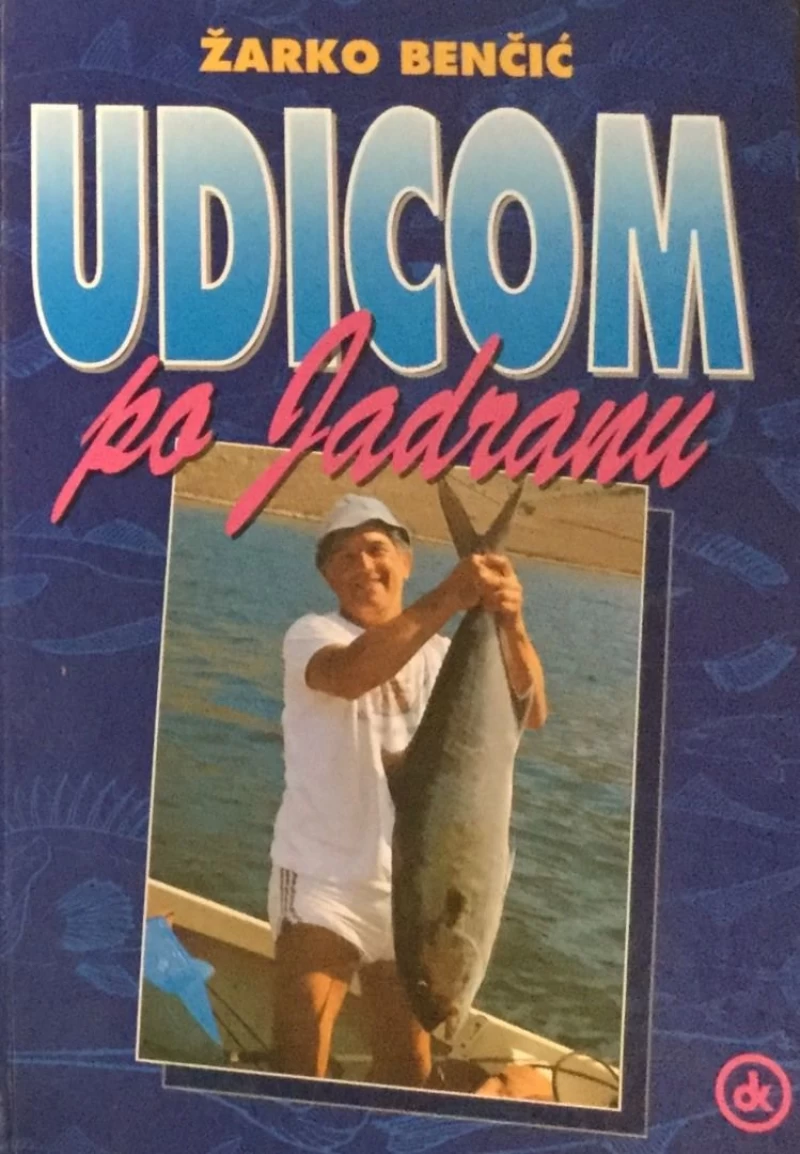 ŽARKO BENČIĆ
UDICOM
po Jadranu
dk